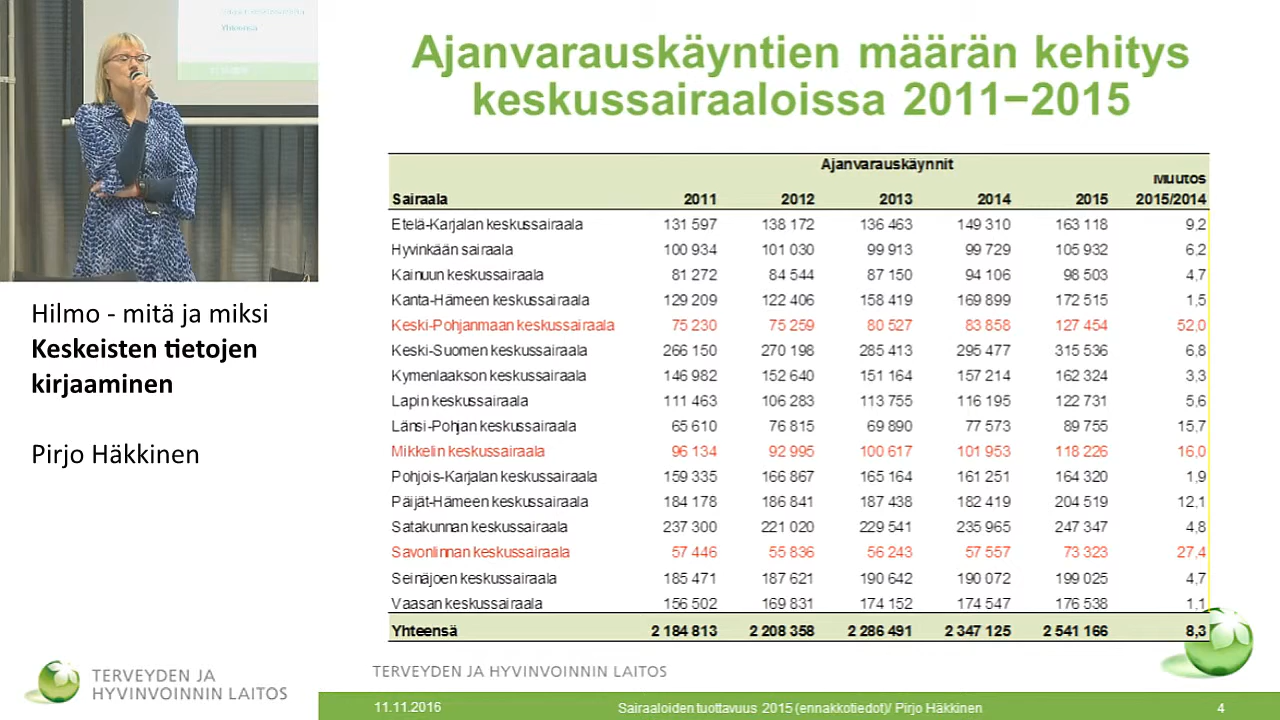 Yhteensä
Hilmo - mitä ja miksi
Keskeisten tietojen
kirjaaminen
Pirjo Häkkinen
TERVEYDEN JA
HYVINVOINNIN LAITOS
Ajanvarauskäyntien määrän kehitys
keskussairaaloissa 2011–2015
Ajanvarauskäynnit
Muutos
Sairaala 2011 2012 2013 2014 2015 2015/2014
Etelä-Karjalan keskussairaala 131 597 138 172 136 463 149 310 163 118 9,2
Hyvinkään sairaala 100 934 101 030 99 913 99 729 105 932 6,2
Kainuun keskussairaala 81 272 84 544 87 150 94 106 98 503 4,7
Kanta-Hämeen keskussairaala 129 209 122 406 158 419 169 899 172 515 1,5
Keski-Pohjanmaan keskussairaala 75 230 75 259 80 527 83 858 127 454 52,0
Keski-Suomen keskussairaala 266 150 270 198 285 413 295 477 315 536 6,8
Kymenlaakson keskussairaala 146 982 152 640 151 164 157 214 162 324 3,3
Lapin keskussairaala 111 463 106 283 113 755 116 195 122 731 5,6
Länsi-Pohjan keskussairaala 65 610 76 815 69 890 77 573 89 755 15,7
Mikkelin keskussairaala 96 134 92 995 100 617 101 953 118 226 16,0
Pohjois-Karjalan keskussairaala 159 335 166 867 165 164 161 251 164 320 1,9
Päijät-Hämeen keskussairaala 184 178 186 841 187 438 182 419 204 519 12,1
Satakunnan keskussairaala 237 300 221 020 229 541 235 965 247 347 4,8
Savonlinnan keskussairaala 57 446 55 836 56 243 57 557 73 323 27,4
Seinäjoen keskussairaala 185 471 187 621 190 642 190 072 199 025 4,7
Vaasan keskussairaala 156 502 169 831 174 152 174 547 176 538 1,1
Yhteensä 2 184 813 2 208 358 2 286 491 2 347 125 2 541 166 8,3
TERVEYDEN JA HYVINVOINNIN LAITOS
11.11.2016 Sairaaloiden tuottavuus 2015 (ennakkotiedot)/ Pirjo Häkkinen 4